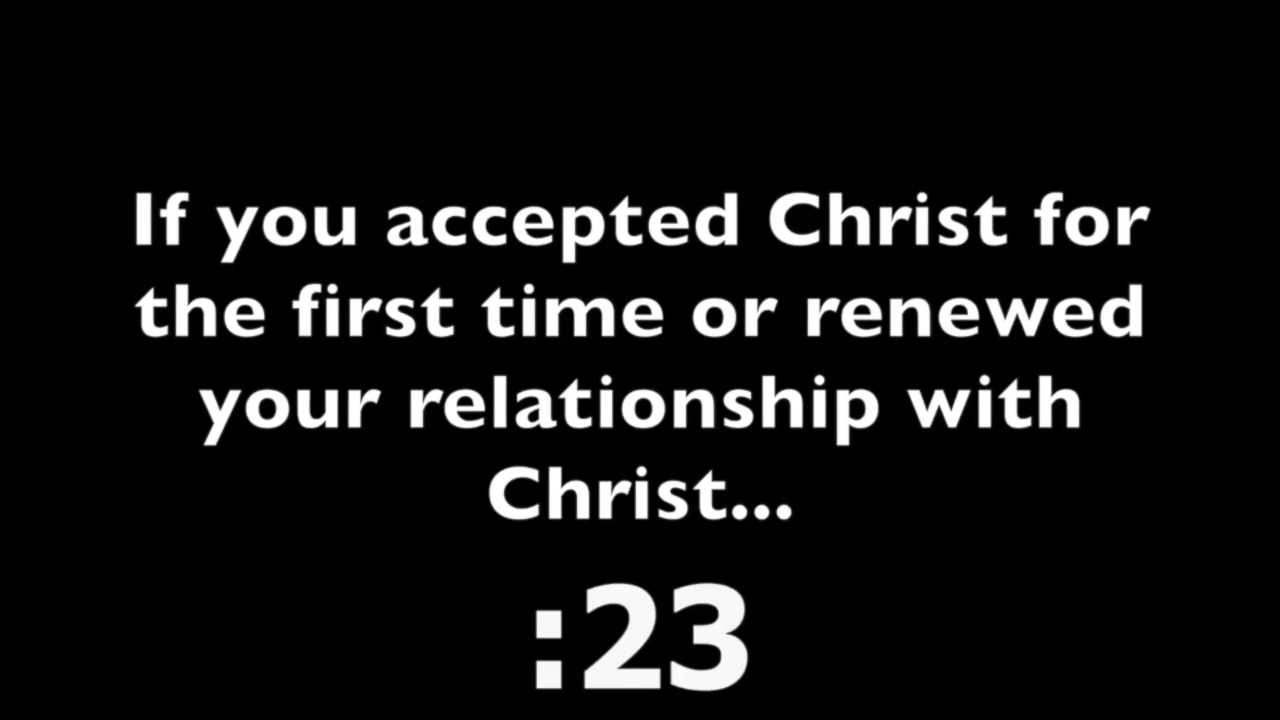 If you accepted Christ for
the first time or renewed
your relationship with
Christ...
:23